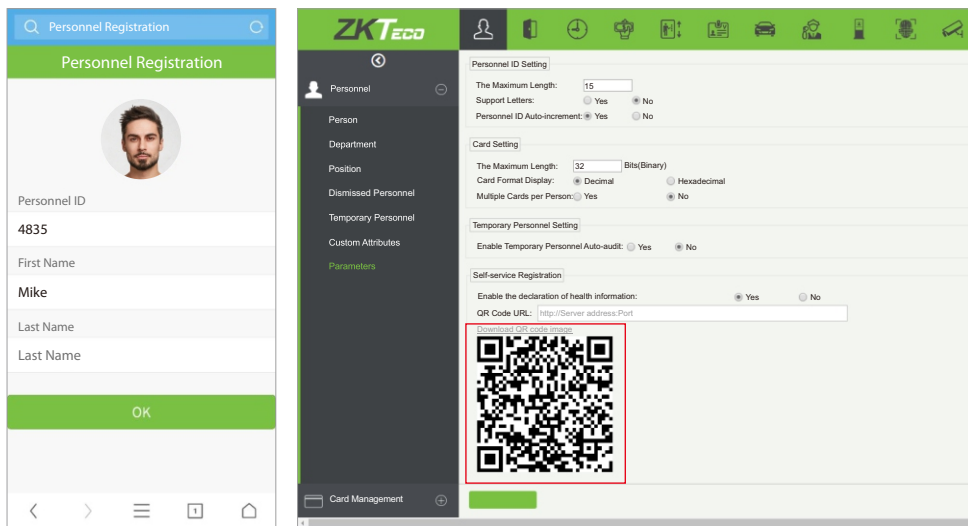 Personnel Registration
Personnel Registration
Personnel ID
4835
First Name
Mike
Last Name
Last Name
OK
1
ZKTECO
Personnel
Person
Department
Position
Dismissed Personnel
Temporary Personnel
Custom Attributes
Parameters
Card Management
Personnel ID Setting
The Maximum Length: 15
Support Letters: Yes No
Personnel ID Auto-increment: Yes No
Card Setting
The Maximum Length: 32 Bits(Binary)
Card Format Display: Decimal Hexadecimal
Multiple Cards per Person: Yes No
Temporary Personnel Setting
Enable Temporary Personnel Auto-audit: Yes No
Self-service Registration
Enable the declaration of health information: Yes No
QR Code URL: http://Server address:Port
Download QR code image